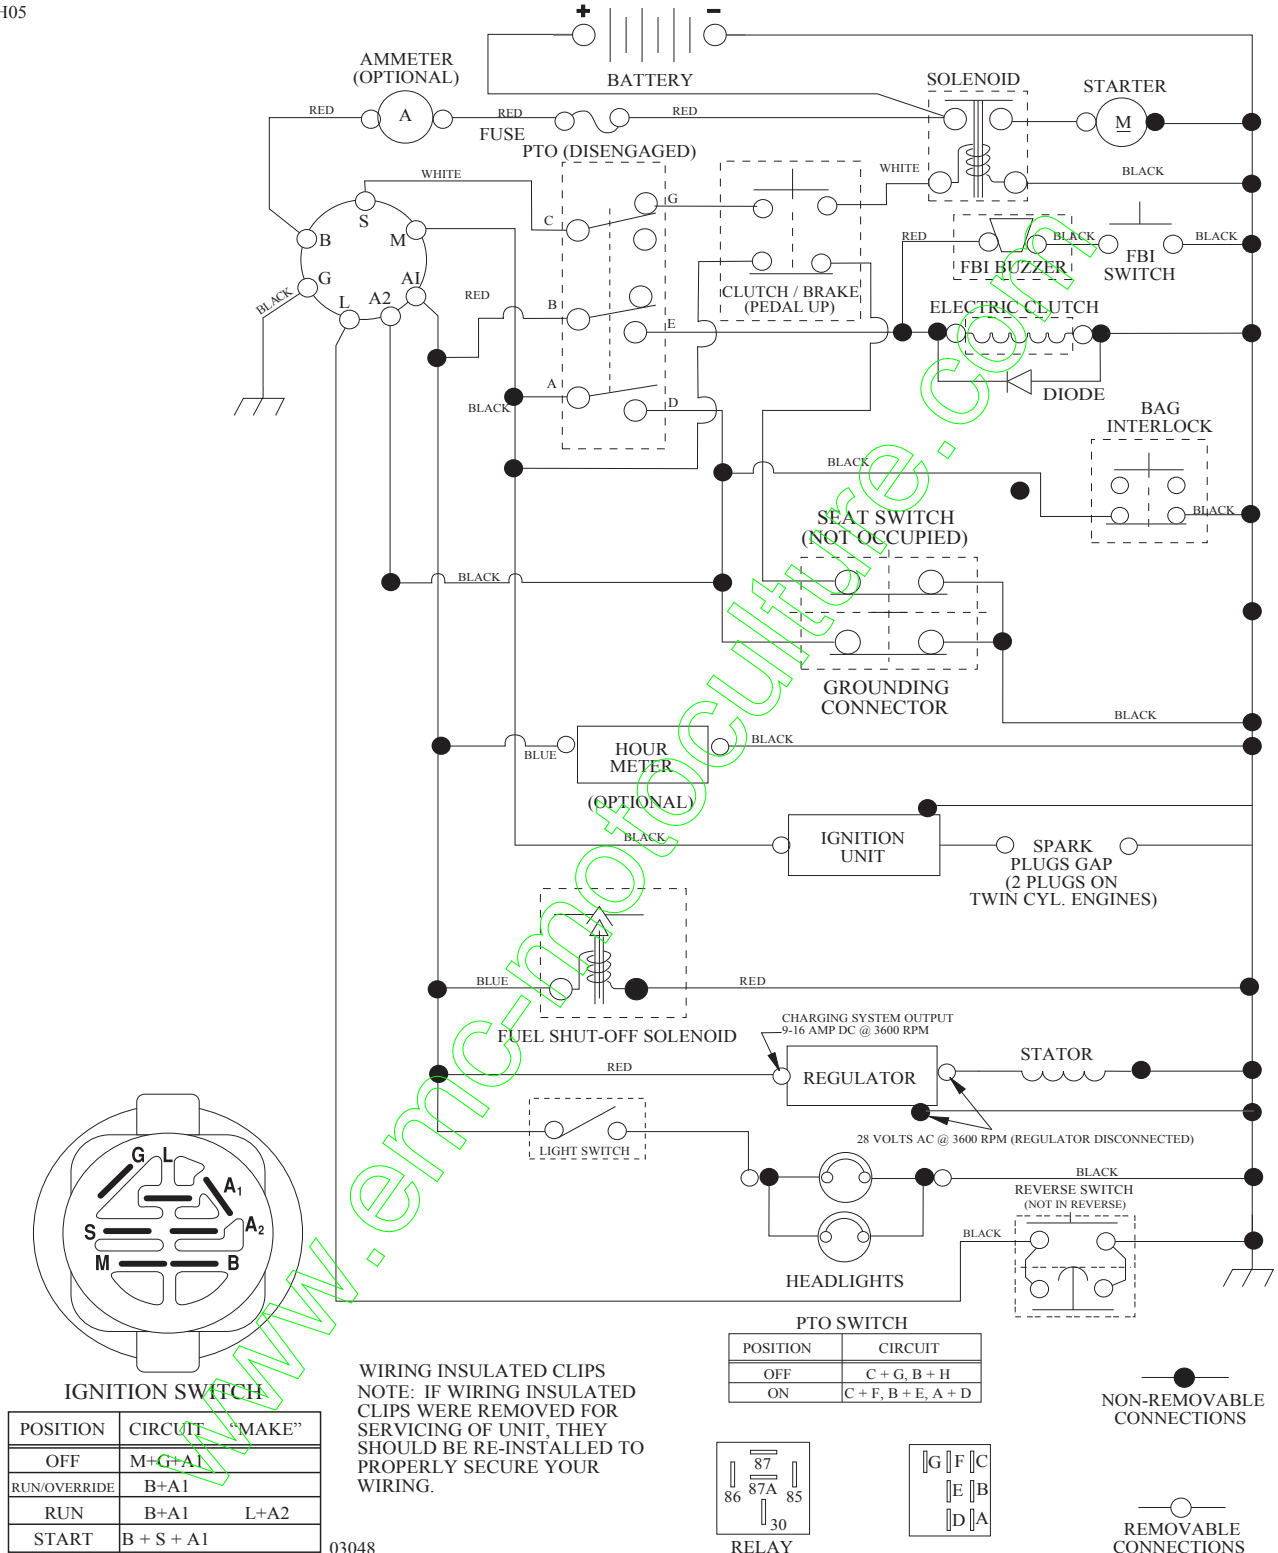 H05
+
−
BATTERY
AMMETER
(OPTIONAL)
SOLENOID
STARTER
RED
A
RED
FUSE
RED
M
PTO (DISENGAGED)
WHITE
WHITE
BLACK
S
C
G
B
M
RED
BLACK
BLACK
FBI BUZZER
FBI
SWITCH
G
A1
A2
L
BLACK
RED
B
CLUTCH / BRAKE
(PEDAL UP)
ELECTRIC CLUTCH
E
A
D
BLACK
DIODE
BAG
INTERLOCK
BLACK
BLACK
SEAT SWITCH
(NOT OCCUPIED)
BLACK
GROUNDING
CONNECTOR
BLACK
BLUE
HOUR
METER
BLACK
(OPTIONAL)
BLACK
IGNITION
UNIT
SPARK
PLUGS GAP
(2 PLUGS ON
TWIN CYL. ENGINES)
BLUE
RED
FUEL SHUT-OFF SOLENOID
CHARGING SYSTEM OUTPUT
9-16 AMP DC @ 3600 RPM
RED
REGULATOR
STATOR
28 VOLTS AC @ 3600 RPM (REGULATOR DISCONNECTED)
LIGHT SWITCH
BLACK
REVERSE SWITCH
(NOT IN REVERSE)
BLACK
HEADLIGHTS
G L
A1
S
A2
M
B
IGNITION SWITCH
POSITION CIRCUIT “MAKE”
OFF M+G+A1
RUN/OVERRIDE B+A1
RUN B+A1 L+A2
START B + S + A1
03048
WIRING INSULATED CLIPS
NOTE: IF WIRING INSULATED
CLIPS WERE REMOVED FOR
SERVICING OF UNIT, THEY
SHOULD BE RE-INSTALLED TO
PROPERLY SECURE YOUR
WIRING.
PTO SWITCH
POSITION CIRCUIT
OFF C + G, B + H
ON C + F, B + E, A + D
87
86 87A 85
30
RELAY
G F C
E B
D A
NON-REMOVABLE
CONNECTIONS
REMOVABLE
CONNECTIONS
www.emc-motoculture.com